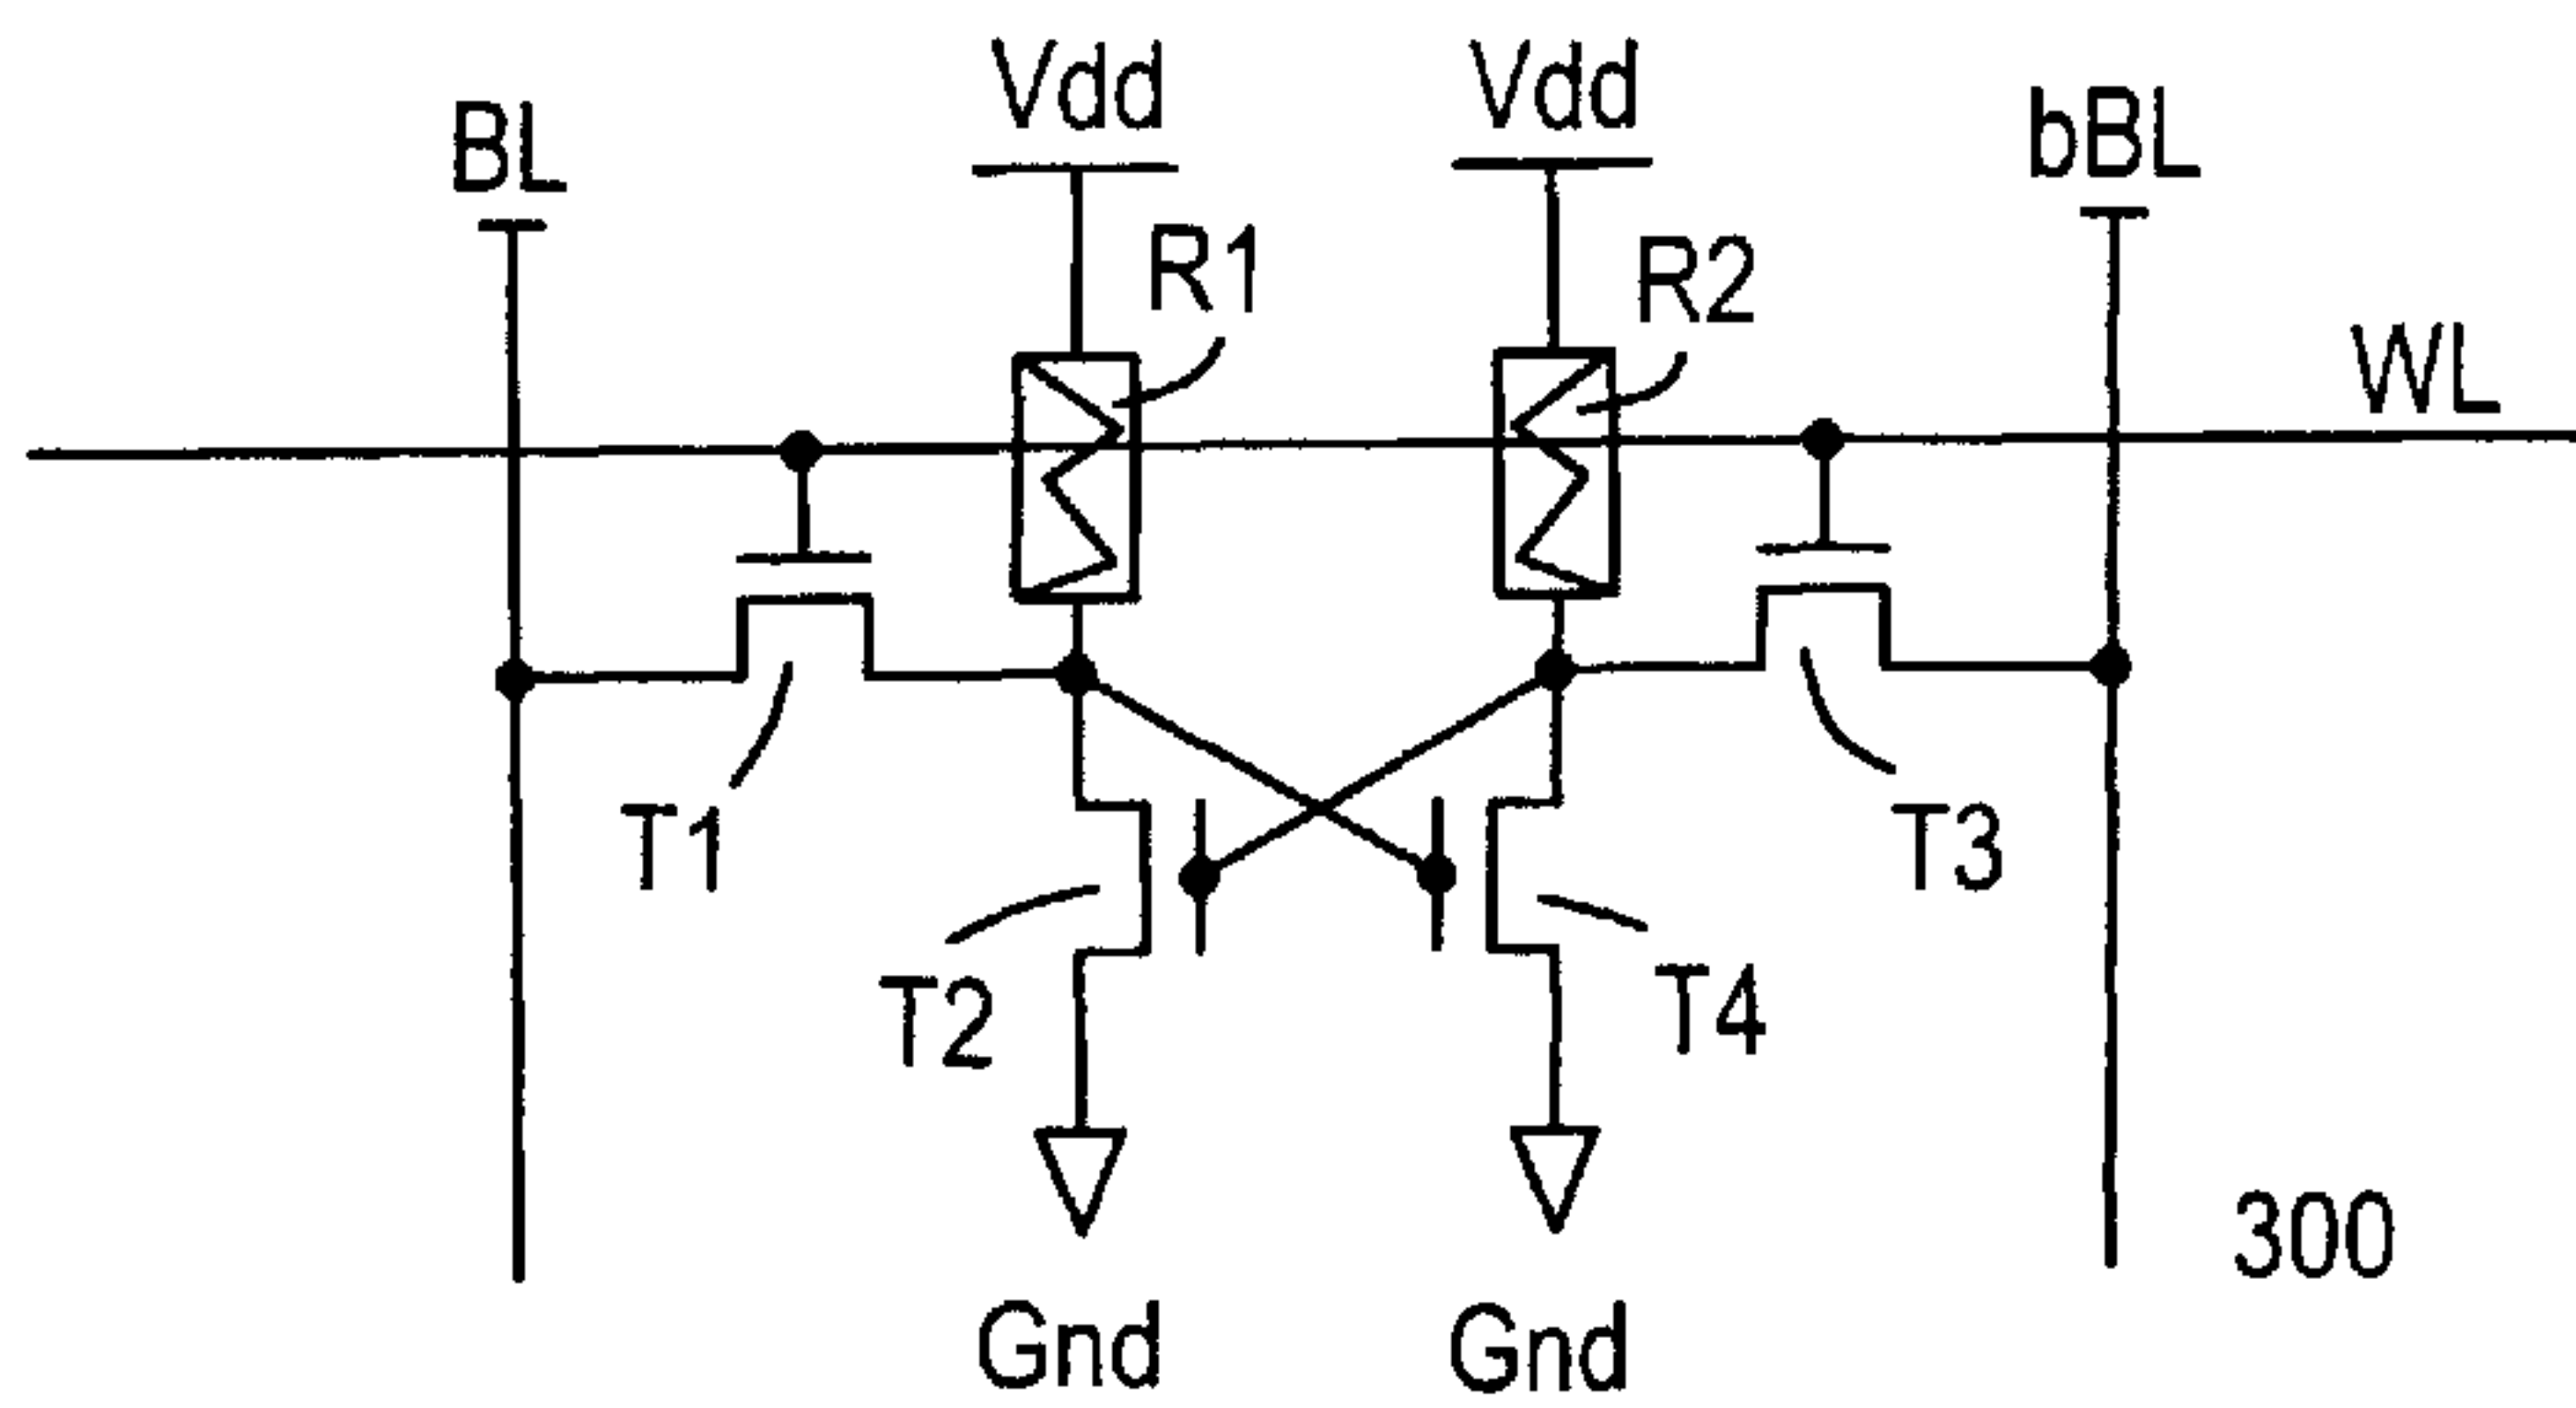 Vdd Vdd
BL bBL
R1 R2
WL
T1 T3
T2 T4
300
Gnd Gnd